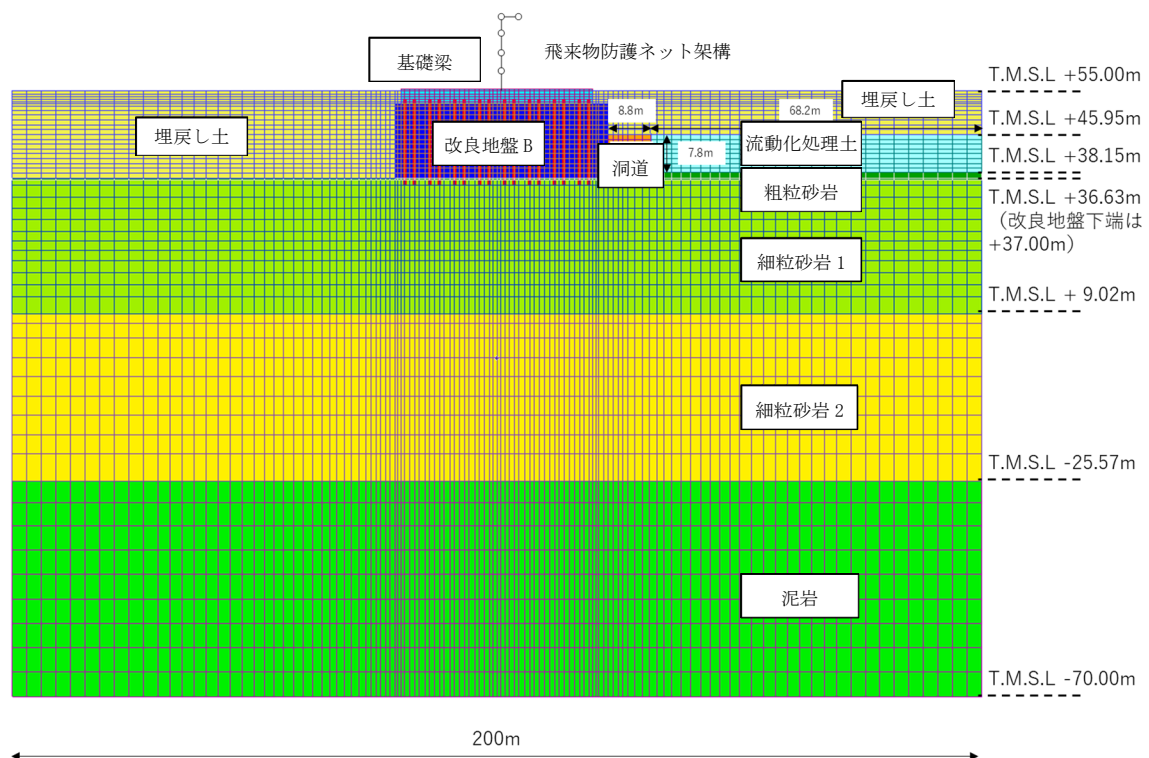 飛来物防護ネット架構
基礎梁
T.M.S.L +55.00m
埋戻し土
8.8m
68.2m
T.M.S.L +45.95m
埋戻し土
改良地盤 B
流動化処理土
7.8m
T.M.S.L +38.15m
洞道
粗粒砂岩
T.M.S.L +36.63m
（改良地盤下端は
+37.00m）
細粒砂岩 1
T.M.S.L + 9.02m
細粒砂岩 2
T.M.S.L -25.57m
泥岩
T.M.S.L -70.00m
200m